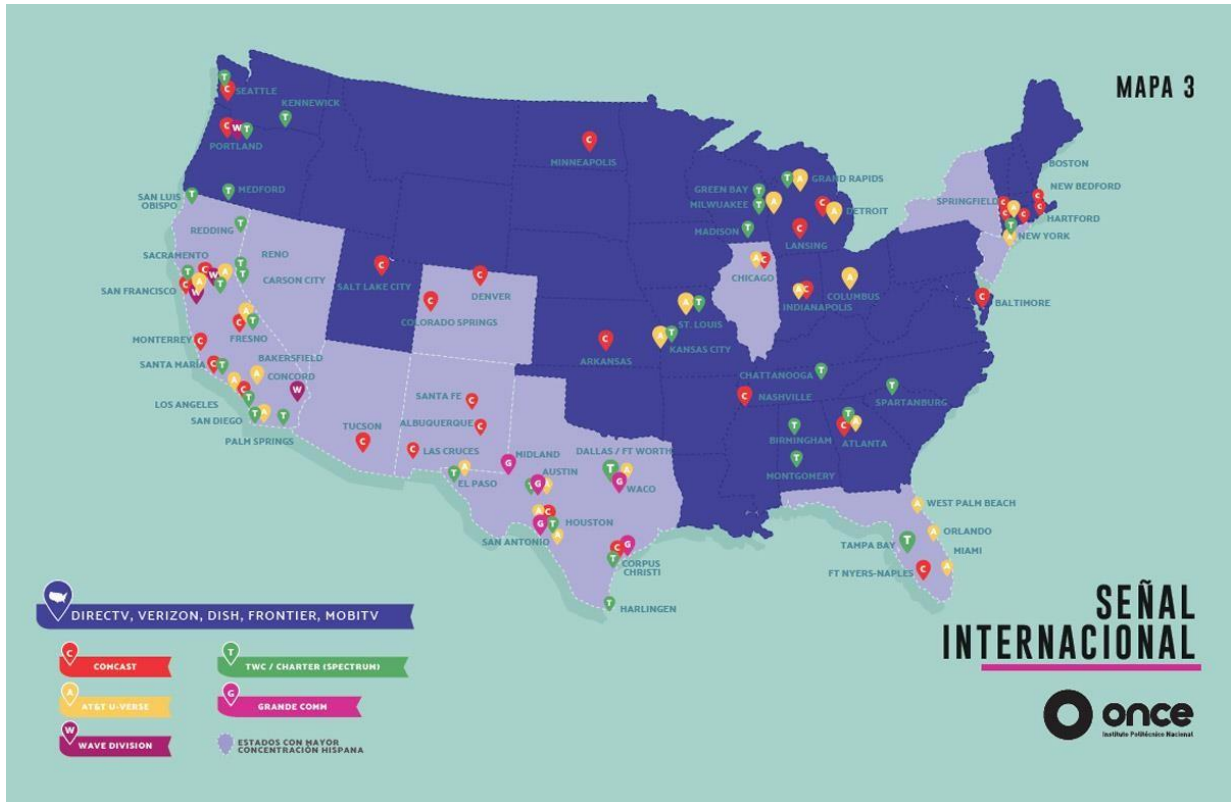 MAPA 3
SEATTLE
KENNEWICK
PORTLAND
MEDFORD
SAN LUIS
OBISPO
REDDING
SACRAMENTO
RENO
CARSON CITY
SAN FRANCISCO
FRESNO
MONTERREY
BAKERSFIELD
SANTA MARÍA
CONCORD
LOS ANGELES
SAN DIEGO
PALM SPRINGS
SALT LAKE CITY
DENVER
COLORADO SPRINGS
TUCSON
SANTA FE
ALBUQUERQUE
LAS CRUCES
MINNEAPOLIS
GREEN BAY
GRAND RAPIDS
MILWUAKEE
DETROIT
MADISON
LANSING
CHICAGO
INDIANAPOLIS
COLUMBUS
ST. LOUIS
KANSAS CITY
ARKANSAS
CHATTANOOGA
NASHVILLE
SPARTANBURG
BIRMINGHAM
ATLANTA
MONTGOMERY
MIDLAND
DALLAS / FT WORTH
AUSTIN
EL PASO
WACO
HOUSTON
SAN ANTONIO
CORPUS
CHRISTI
HARLINGEN
BOSTON
NEW BEDFORD
SPRINGFIELD
HARTFORD
NEW YORK
BALTIMORE
WEST PALM BEACH
ORLANDO
TAMPA BAY
MIAMI
FT NYERS-NAPLES
DIRECTV, VERIZON, DISH, FRONTIER, MOBITV
C COMCAST
T TWC / CHARTER (SPECTRUM)
A AT&T U-VERSE
G GRANDE COMM
W WAVE DIVISION
ESTADOS CON MAYOR
CONCENTRACIÓN HISPANA
SEÑAL
INTERNACIONAL
once
Instituto Politécnico Nacional